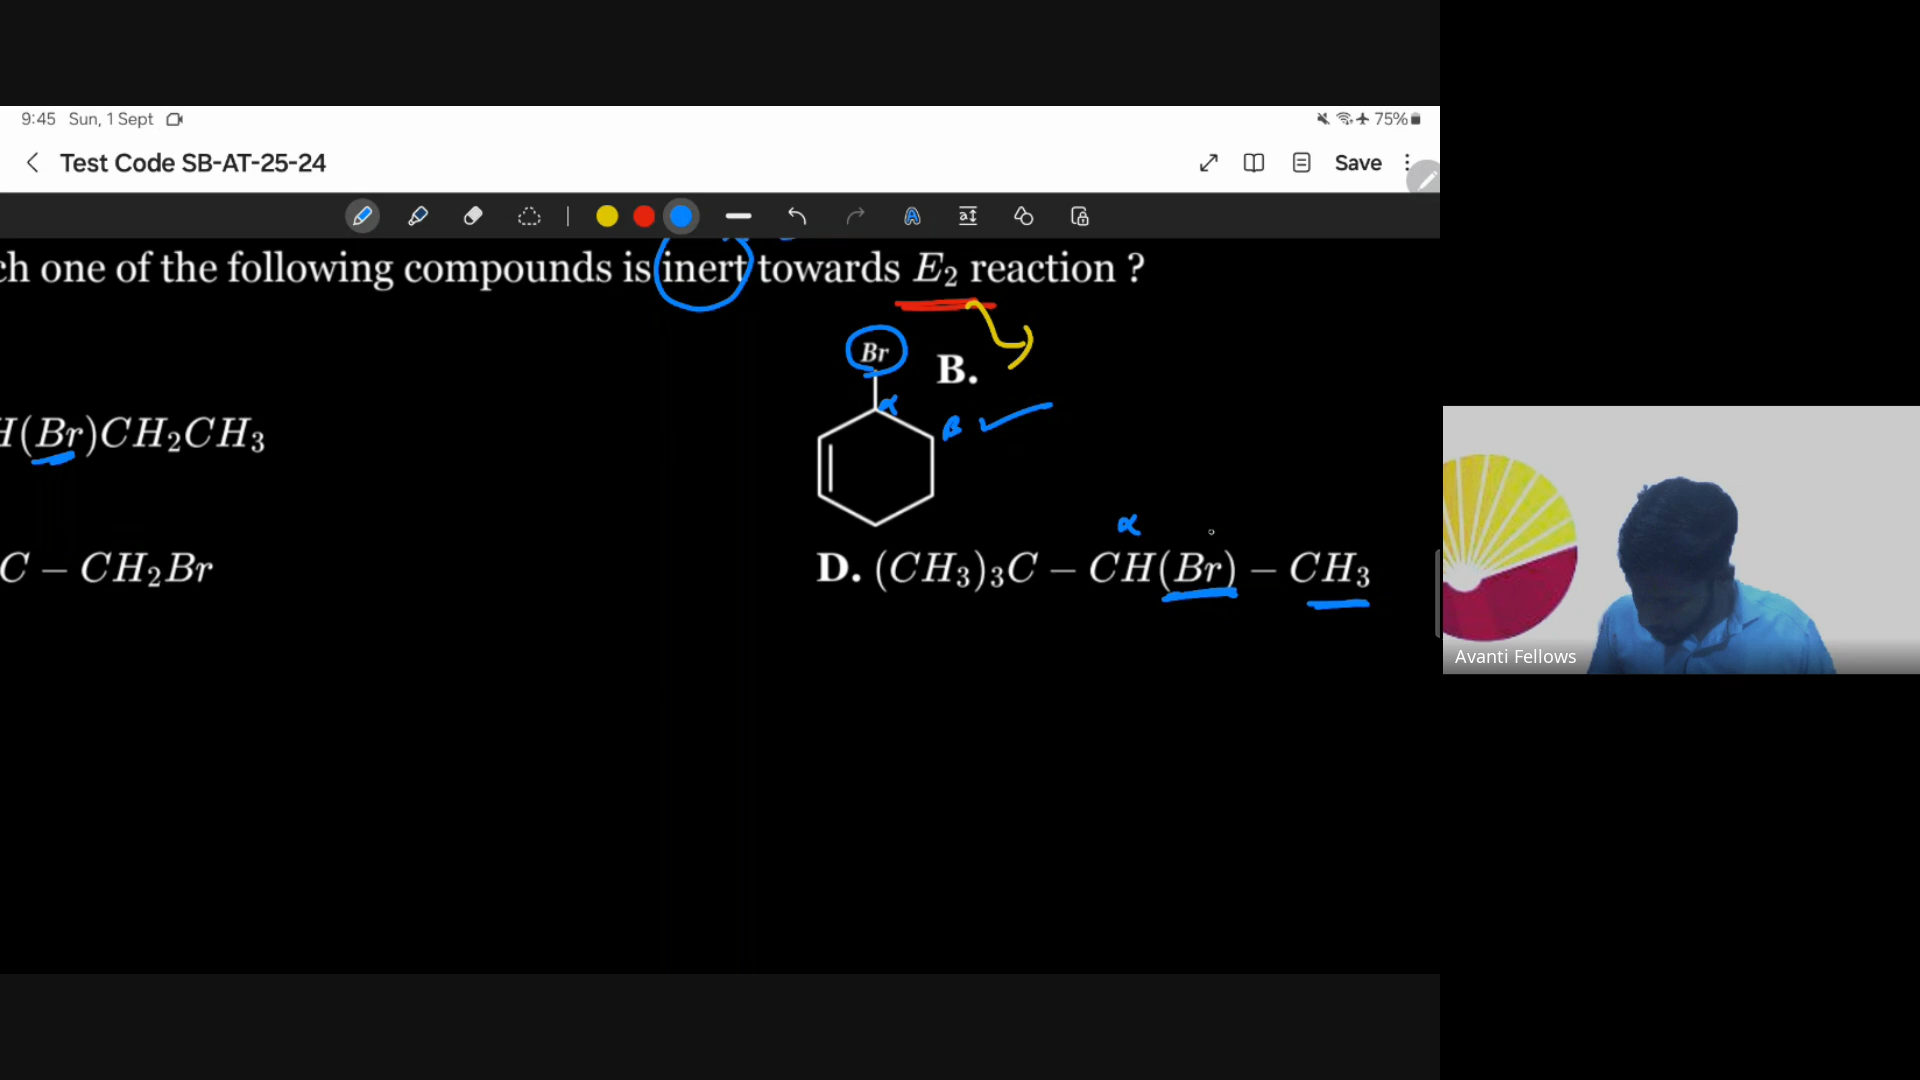 9:45 Sun, 1 Sept 75%
Test Code SB-AT-25-24 Save
ch one of the following compounds is inert towards E₂ reaction ?
Br B.
α
β
H(Br)CH₂CH₃
α
C – CH₂Br
D. (CH₃)₃C – CH(Br) – CH₃
Avanti Fellows